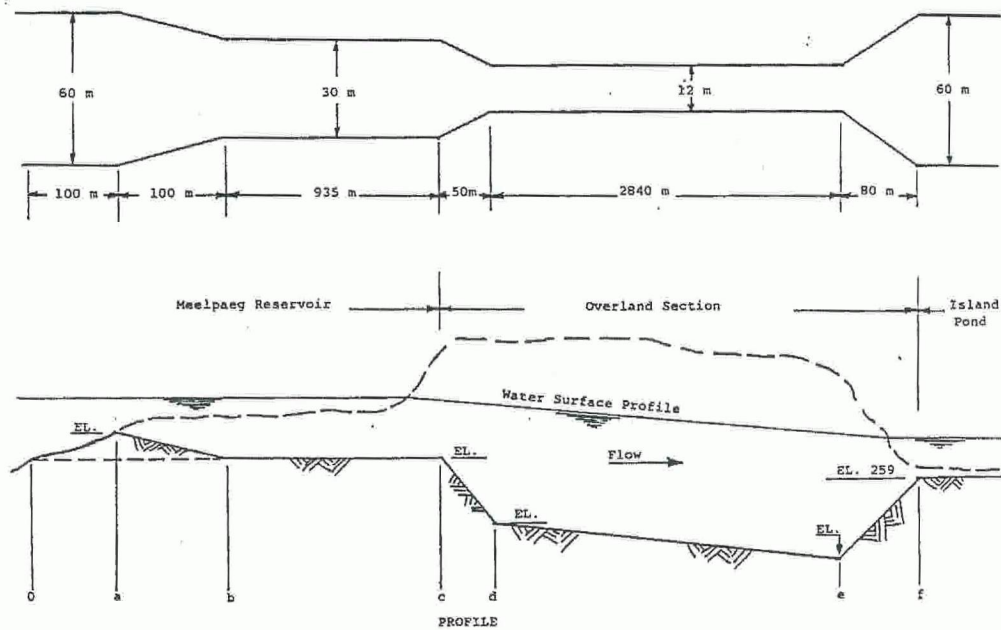 60 m
30 m
12 m
60 m
100 m
100 m
935 m
50m
2840 m
80 m
Meelpaeg Reservoir
Overland Section
Island
Pond
Water Surface Profile
EL.
EL.
Flow
EL. 259
EL.
EL.
0
a
b
c
d
e
f
PROFILE